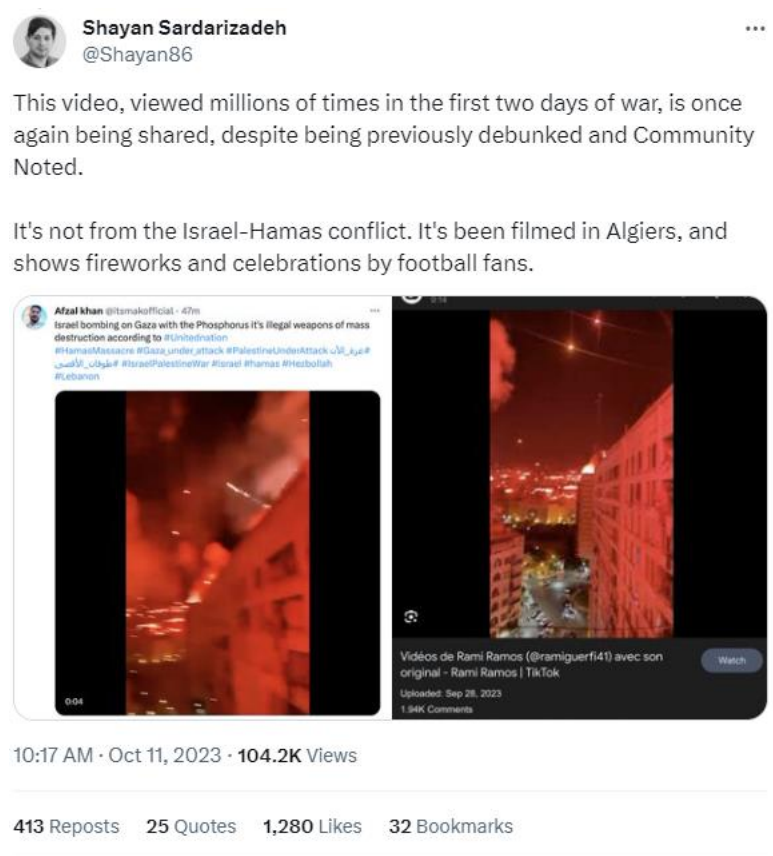 Shayan Sardarizadeh
@Shayan86
This video, viewed millions of times in the first two days of war, is once
again being shared, despite being previously debunked and Community
Noted.
It's not from the Israel-Hamas conflict. It's been filmed in Algiers, and
shows fireworks and celebrations by football fans.
Afzal khan @itsmakofficial · 47m
Israel bombing on Gaza with the Phosphorus it's illegal weapons of mass
destruction according to #Unitednation
#HamasMassacre #Gaza_under_attack #PalestineUnderAttack #غزة_الآن
#طوفان_الأقصى #IsraelPalestineWar #Israel #hamas #Hezbollah
#Lebanon
0:04
0:14
Vidéos de Rami Ramos (@ramiguerfi41) avec son
original - Rami Ramos | TikTok
Watch
Uploaded: Sep 28, 2023
1.94K Comments
10:17 AM · Oct 11, 2023 · 104.2K Views
413 Reposts 25 Quotes 1,280 Likes 32 Bookmarks